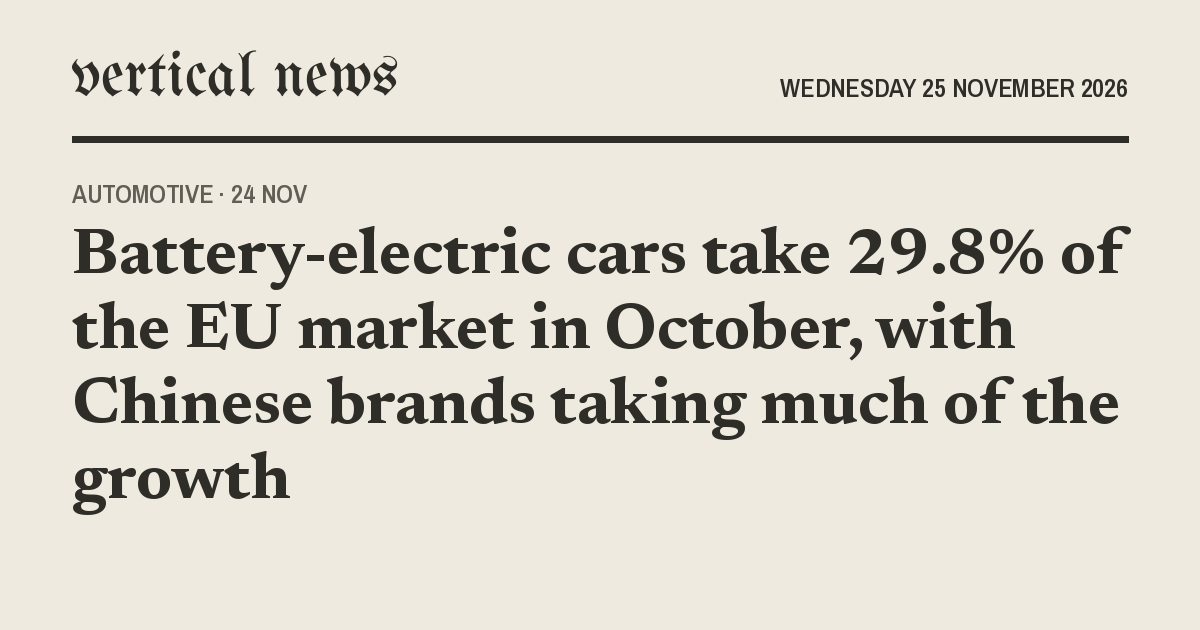 vertical news
WEDNESDAY 25 NOVEMBER 2026
AUTOMOTIVE · 24 NOV
Battery-electric cars take 29.8% of
the EU market in October, with
Chinese brands taking much of the
growth